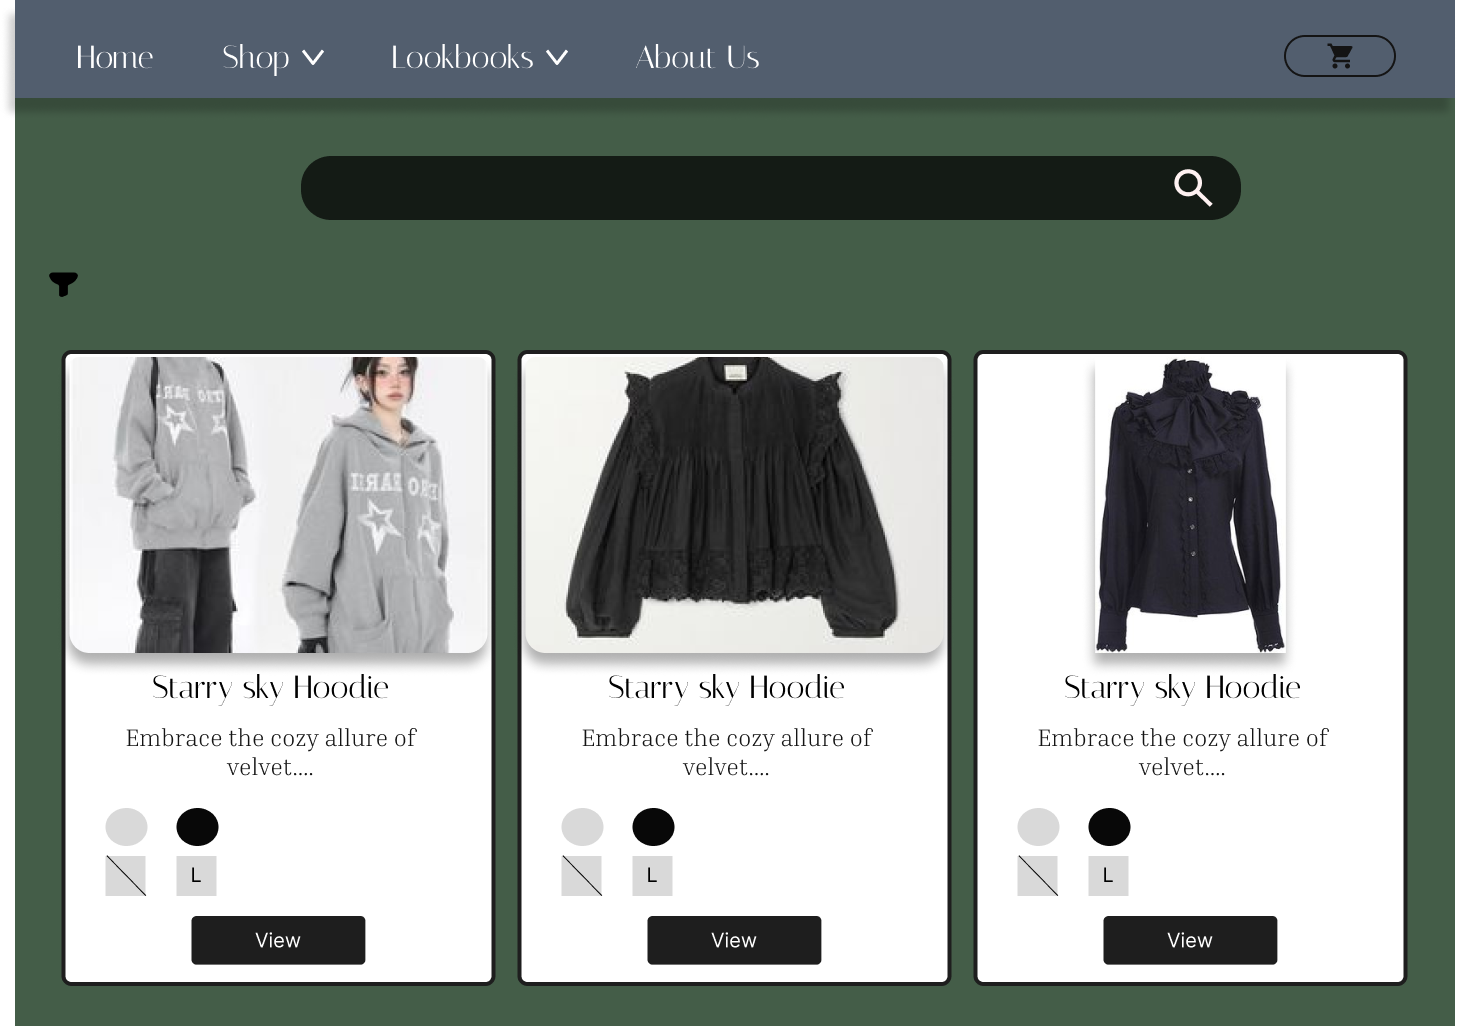 Home Shop Lookbooks About Us
Starry sky Hoodie
Embrace the cozy allure of
velvet....
L
View
Starry sky Hoodie
Embrace the cozy allure of
velvet....
L
View
Starry sky Hoodie
Embrace the cozy allure of
velvet....
L
View